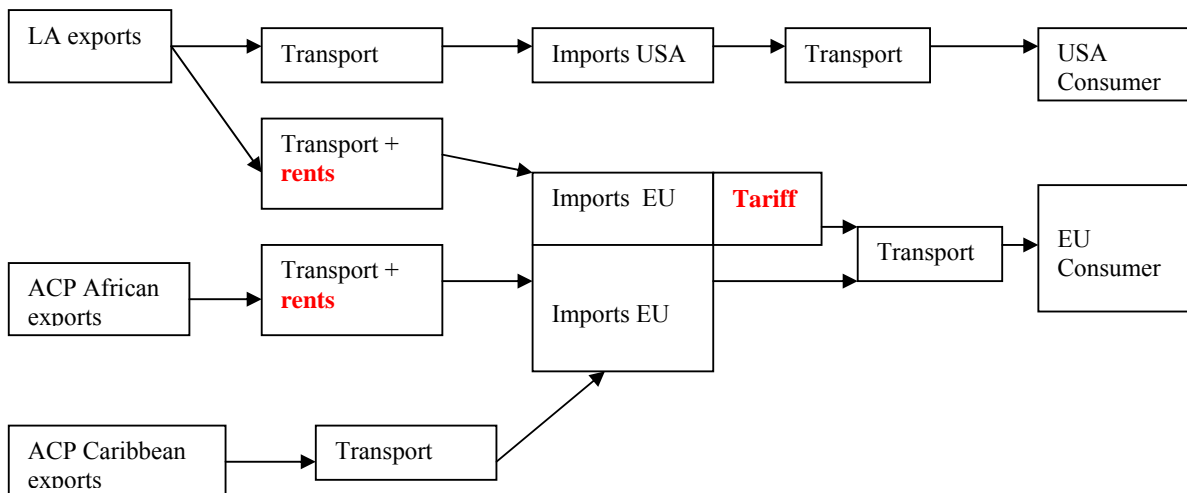 LA exports
Transport
Imports USA
Transport
USA
Consumer
Transport +
rents
Imports EU
Tariff
Transport
EU
Consumer
ACP African
exports
Transport +
rents
Imports EU
ACP Caribbean
exports
Transport